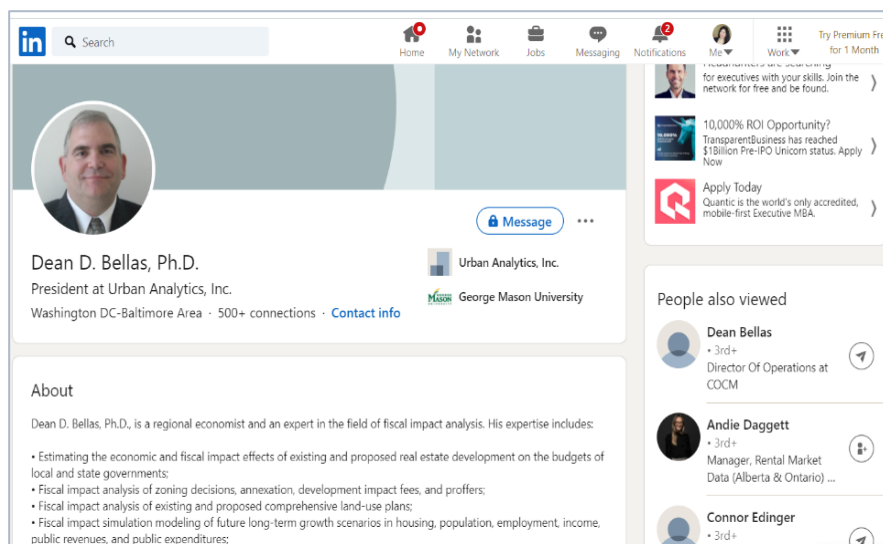 in
Search
0
2
Home
My Network
Jobs
Messaging
Notifications
Me
Work
Try Premium Fre
for 1 Month
Headhunters are searching
for executives with your skills. Join the
network for free and be found.
10,000% ROI Opportunity?
TransparentBusiness has reached
$1Billion Pre-IPO Unicorn status. Apply
Now
Apply Today
Quantic is the world's only accredited,
mobile-first Executive MBA.
Message
Dean D. Bellas, Ph.D.
President at Urban Analytics, Inc.
Washington DC-Baltimore Area · 500+ connections · Contact info
Urban Analytics, Inc.
George Mason University
About
Dean D. Bellas, Ph.D., is a regional economist and an expert in the field of fiscal impact analysis. His expertise includes:
• Estimating the economic and fiscal impact effects of existing and proposed real estate development on the budgets of
local and state governments;
• Fiscal impact analysis of zoning decisions, annexation, development impact fees, and proffers;
• Fiscal impact analysis of existing and proposed comprehensive land-use plans;
• Fiscal impact simulation modeling of future long-term growth scenarios in housing, population, employment, income,
public revenues, and public expenditures;
People also viewed
Dean Bellas
• 3rd+
Director Of Operations at
COCM
Andie Daggett
• 3rd+
Manager, Rental Market
Data (Alberta & Ontario) ...
Connor Edinger
• 3rd+